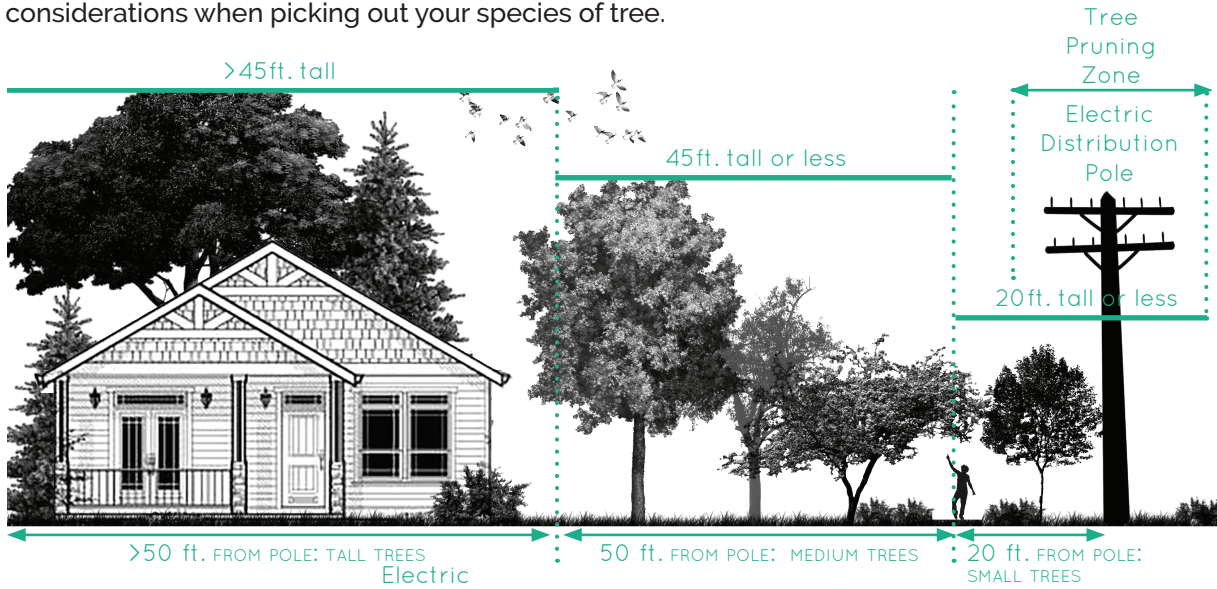 considerations when picking out your species of tree.
Tree
Pruning
Zone
>45ft. tall
Electric
Distribution
Pole
45ft. tall or less
20ft. tall or less
>50 ft. FROM POLE: TALL TREES
50 ft. FROM POLE: MEDIUM TREES
20 ft. FROM POLE:
SMALL TREES
Electric